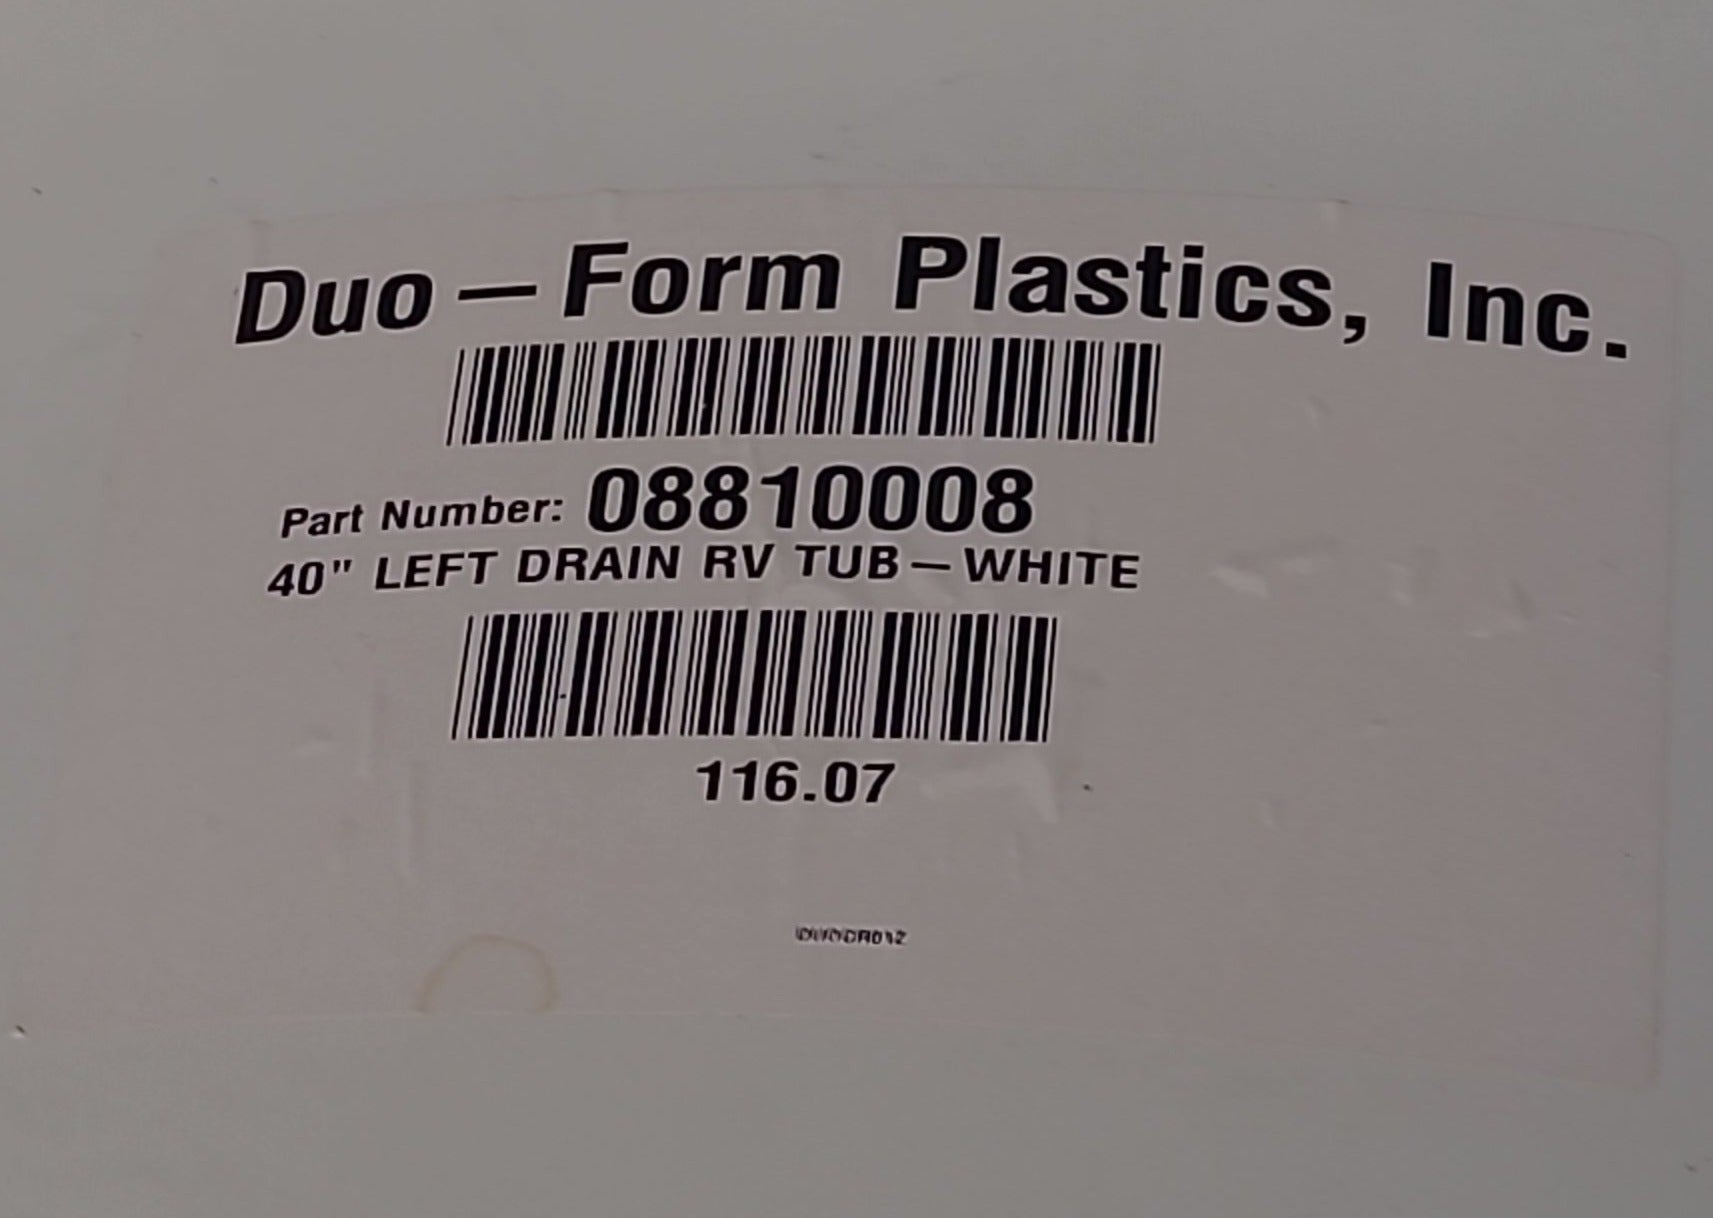 Duo-Form Plastics, Inc.
Part Number: 08810008
40" LEFT DRAIN RV TUB-WHITE
116.07